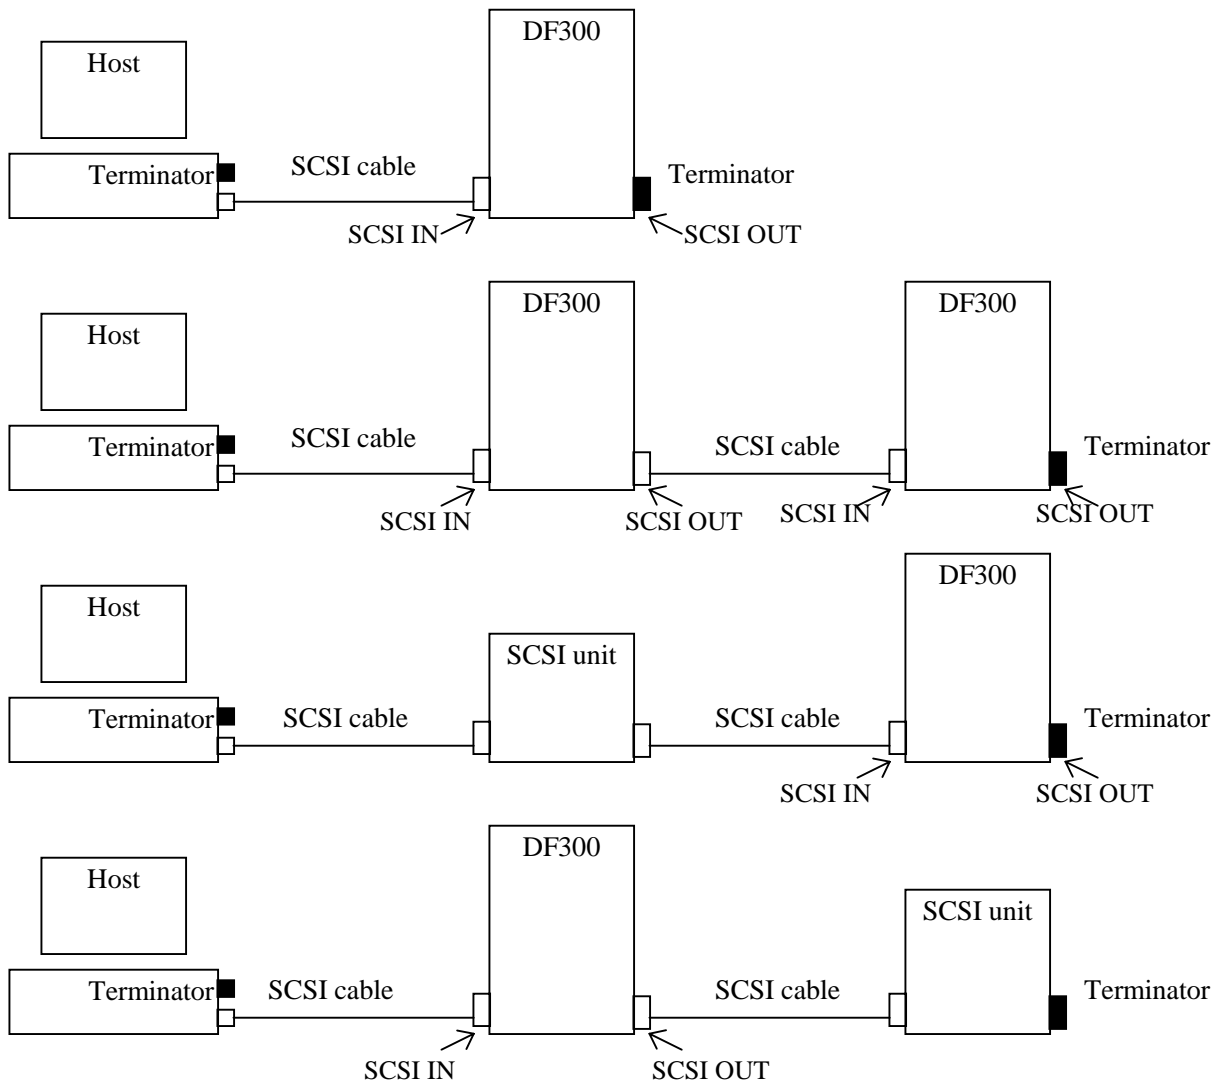 DF300
Host
Terminator
SCSI cable
Terminator
SCSI IN
SCSI OUT
DF300
DF300
Host
Terminator
SCSI cable
SCSI cable
Terminator
SCSI IN
SCSI OUT
SCSI IN
SCSI OUT
DF300
Host
SCSI unit
Terminator
SCSI cable
SCSI cable
Terminator
SCSI IN
SCSI OUT
DF300
Host
SCSI unit
Terminator
SCSI cable
SCSI cable
Terminator
SCSI IN
SCSI OUT